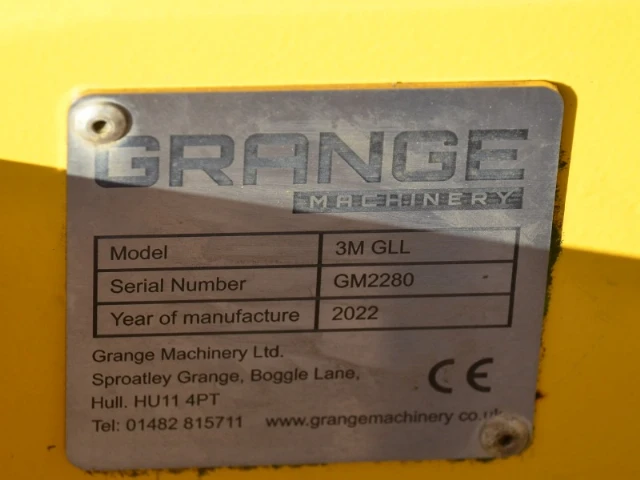 GRANGE
MACHINERY
Model 3M GLL
Serial Number GM2280
Year of manufacture 2022
Grange Machinery Ltd.
Sproatley Grange, Boggle Lane,
Hull. HU11 4PT
Tel: 01482 815711 www.grangemachinery.co.uk
CE